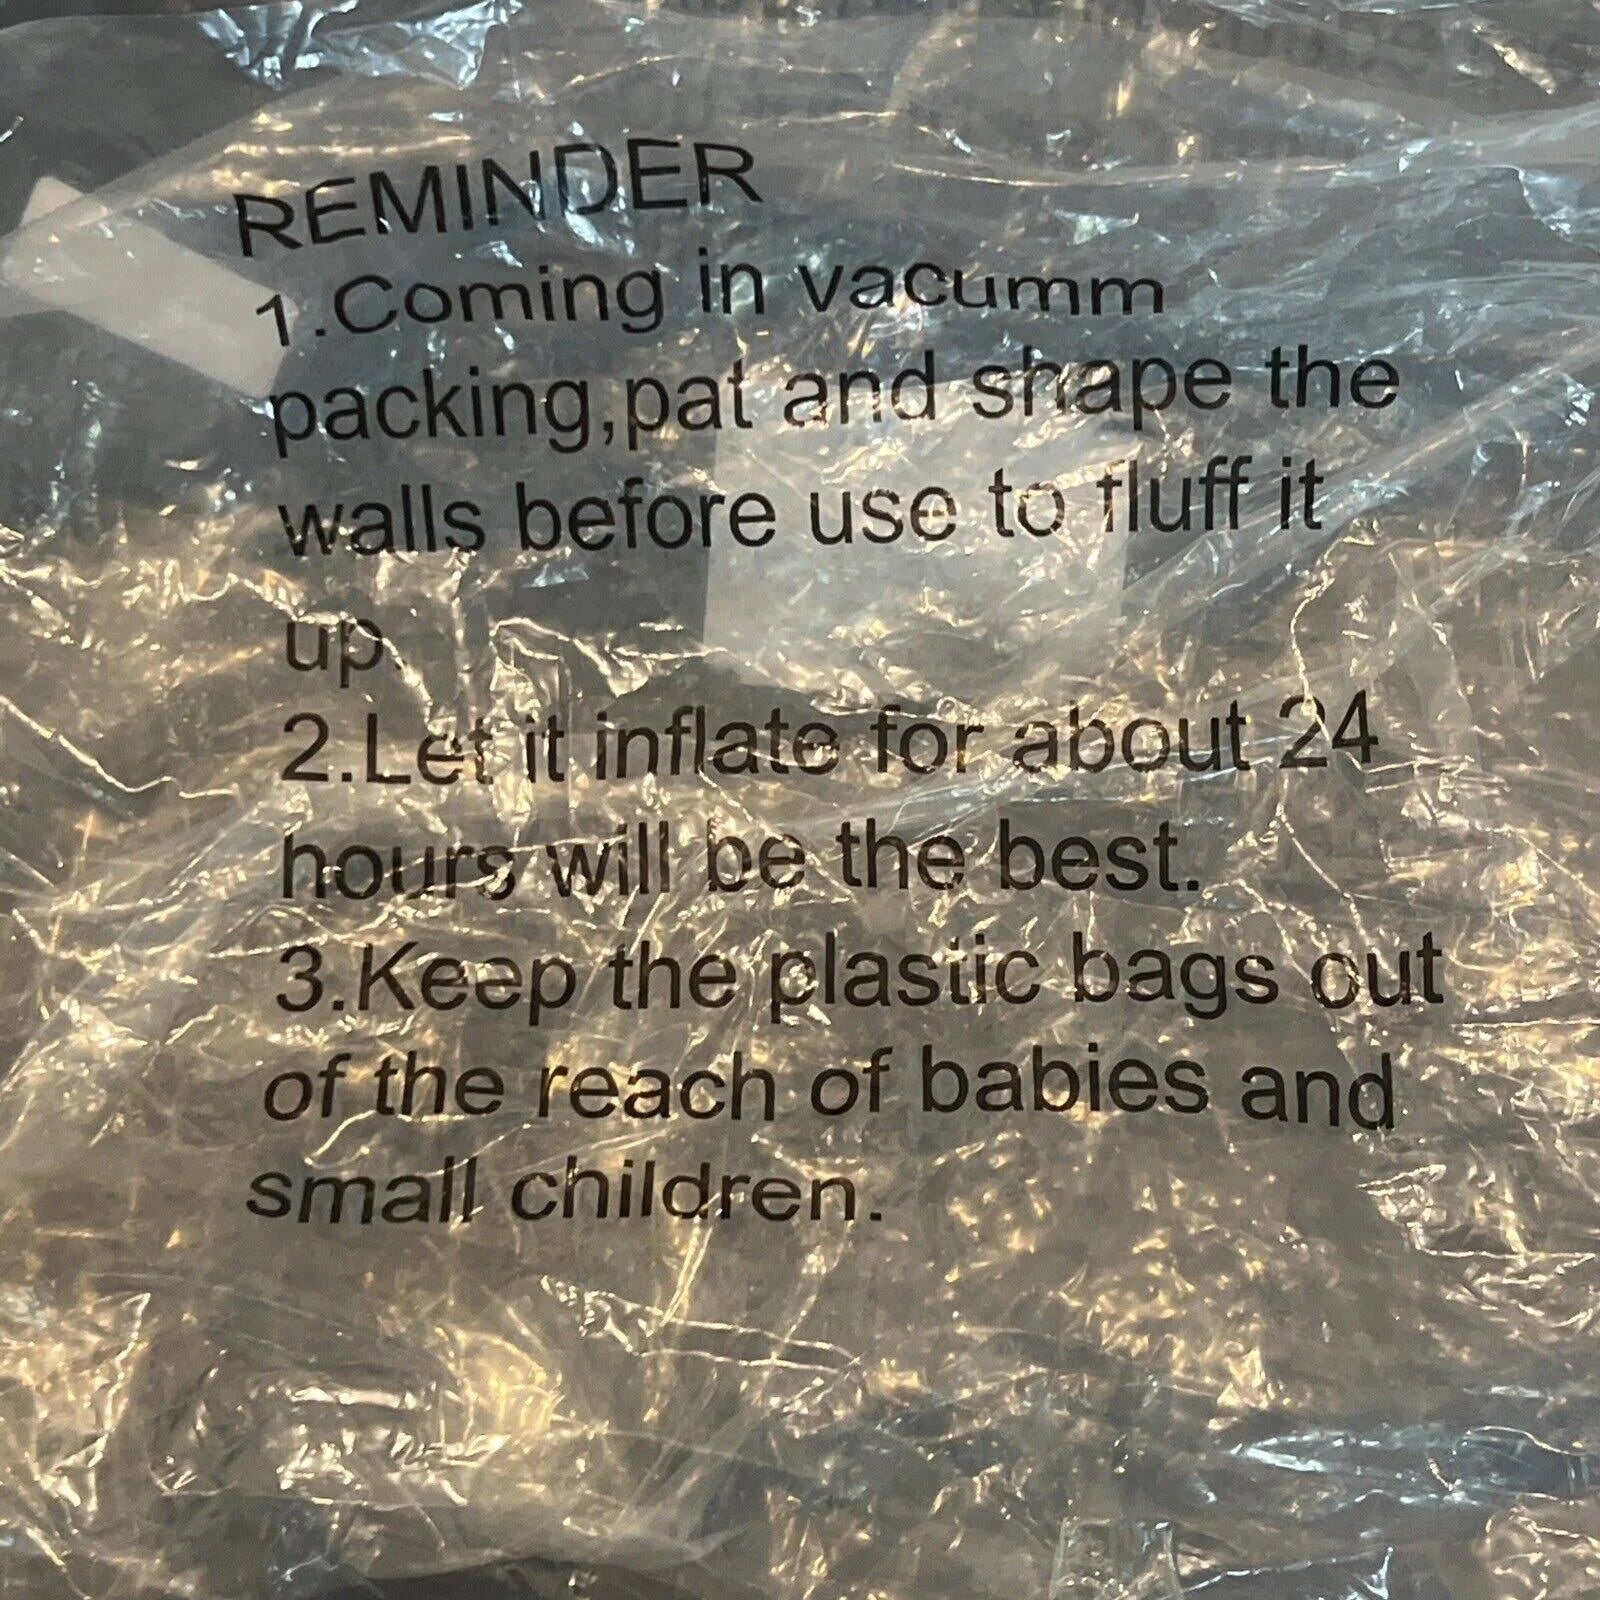 REMINDER
1.Coming in vacumm
packing,pat and shape the
walls before use to fluff it
up.
2.Let it inflate for about 24
hours will be the best.
3.Keep the plastic bags out
of the reach of babies and
small children.